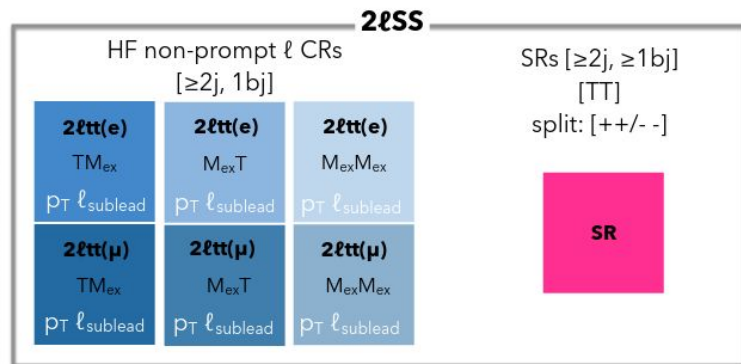 2ℓSS
HF non-prompt ℓ CRs
[≥2j, 1bj]
2ℓtt(e)
TMex
pT ℓsublead
2ℓtt(e)
MexT
pT ℓsublead
2ℓtt(e)
MexMex
pT ℓsublead
2ℓtt(μ)
TMex
pT ℓsublead
2ℓtt(μ)
MexT
pT ℓsublead
2ℓtt(μ)
MexMex
pT ℓsublead
SRs [≥2j, ≥1bj]
[TT]
split: [++/- -]
SR